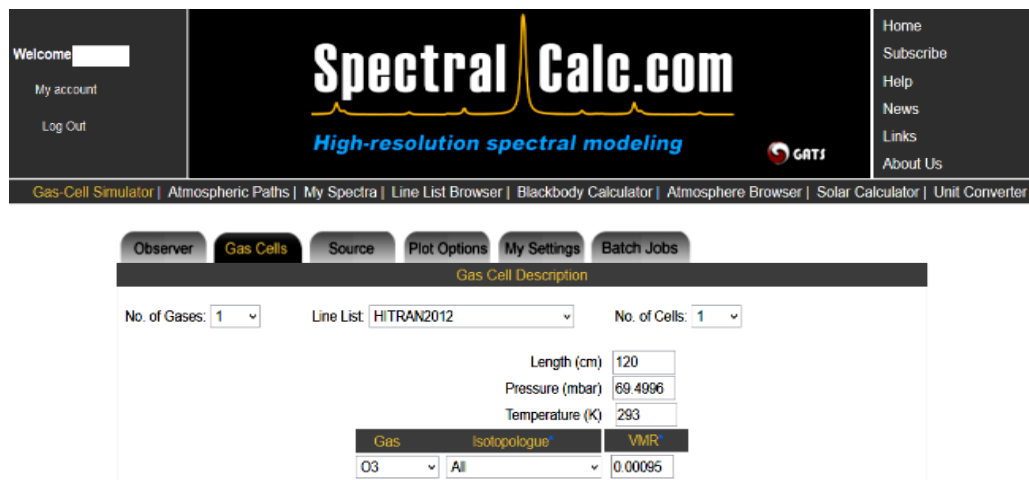 Welcome
My account
Log Out
Spectral Calc.com
High-resolution spectral modeling
GATS
Home
Subscribe
Help
News
Links
About Us
Gas-Cell Simulator | Atmospheric Paths | My Spectra | Line List Browser | Blackbody Calculator | Atmosphere Browser | Solar Calculator | Unit Converter
Observer Gas Cells Source Plot Options My Settings Batch Jobs
Gas Cell Description
No. of Gases: 1 Line List: HITRAN2012 No. of Cells: 1
Length (cm) 120
Pressure (mbar) 69.4996
Temperature (K) 293
Gas Isotopologue* VMR*
O3 All 0.00095